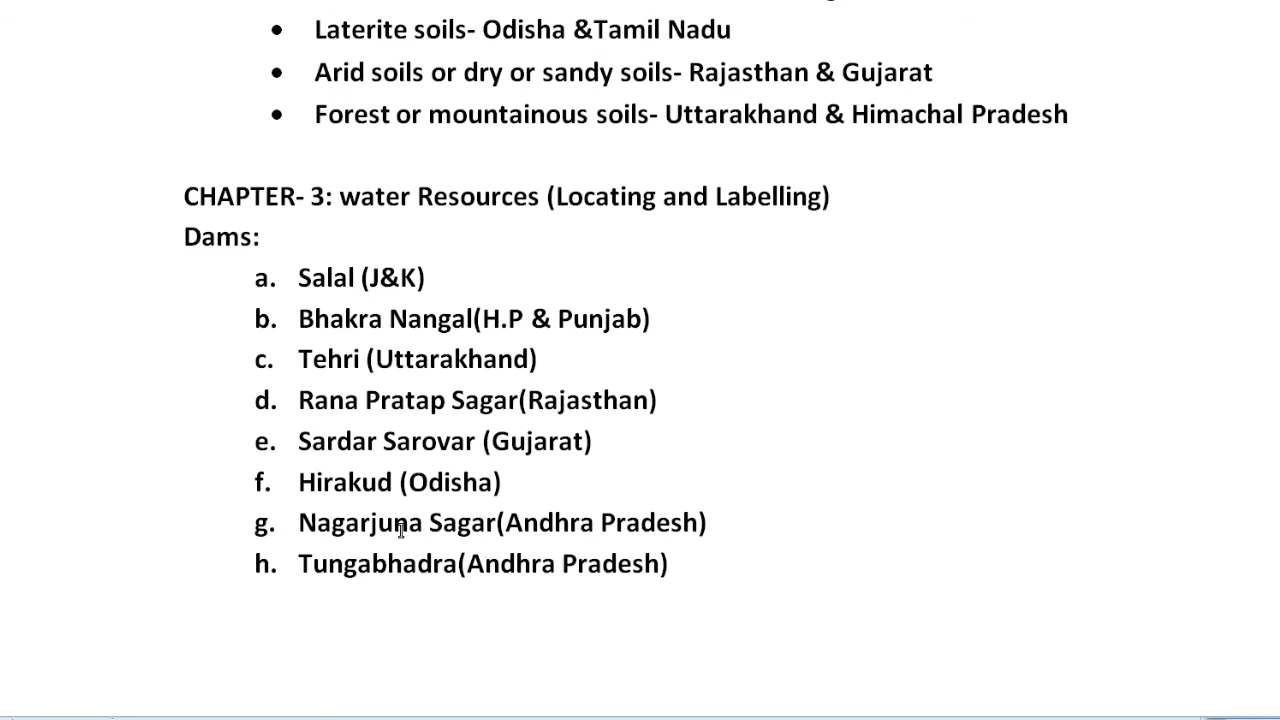 • Laterite soils- Odisha &Tamil Nadu
• Arid soils or dry or sandy soils- Rajasthan & Gujarat
• Forest or mountainous soils- Uttarakhand & Himachal Pradesh
CHAPTER- 3: water Resources (Locating and Labelling)
Dams:
a. Salal (J&K)
b. Bhakra Nangal(H.P & Punjab)
c. Tehri (Uttarakhand)
d. Rana Pratap Sagar(Rajasthan)
e. Sardar Sarovar (Gujarat)
f. Hirakud (Odisha)
g. Nagarjuna Sagar(Andhra Pradesh)
h. Tungabhadra(Andhra Pradesh)